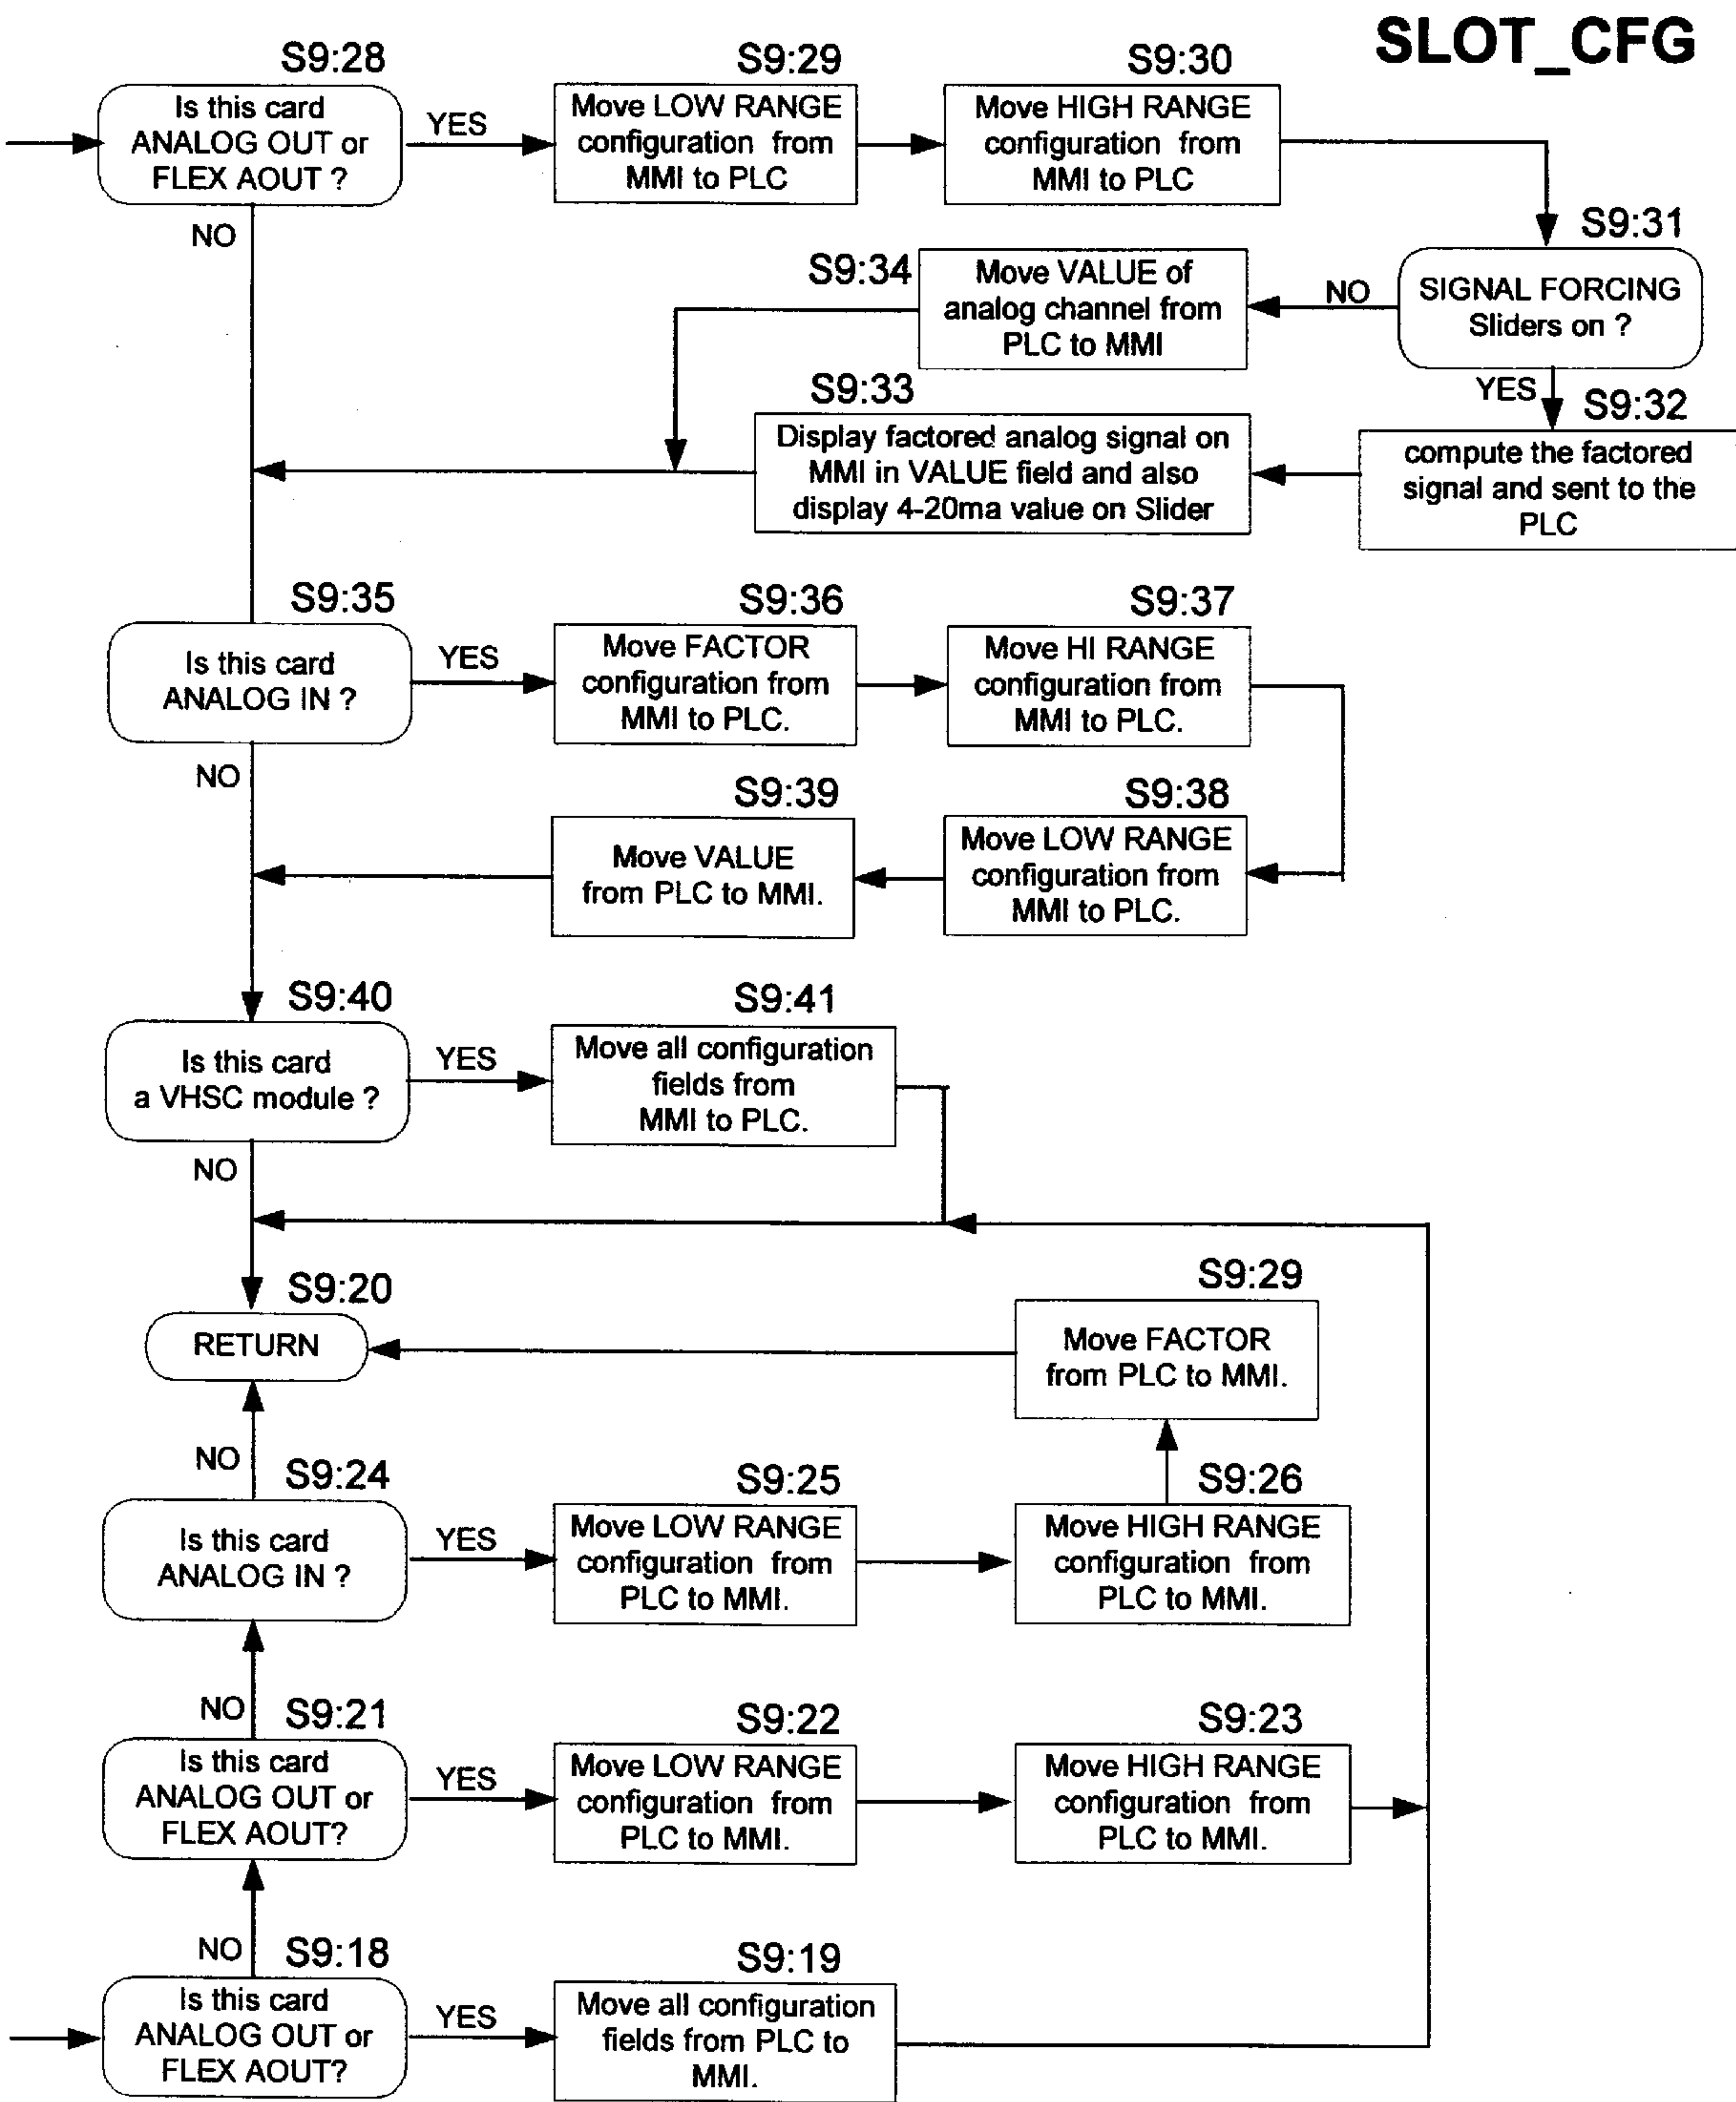 SLOT_CFG
S9:28
Is this card
ANALOG OUT or
FLEX AOUT ?
YES
NO
S9:29
Move LOW RANGE
configuration from
MMI to PLC
S9:30
Move HIGH RANGE
configuration from
MMI to PLC
S9:31
SIGNAL FORCING
Sliders on ?
NO
YES
S9:34
Move VALUE of
analog channel from
PLC to MMI
S9:32
compute the factored
signal and sent to the
PLC
S9:33
Display factored analog signal on
MMI in VALUE field and also
display 4-20ma value on Slider
S9:35
Is this card
ANALOG IN ?
YES
NO
S9:36
Move FACTOR
configuration from
MMI to PLC.
S9:37
Move HI RANGE
configuration from
MMI to PLC.
S9:38
Move LOW RANGE
configuration from
MMI to PLC.
S9:39
Move VALUE
from PLC to MMI.
S9:40
Is this card
a VHSC module ?
YES
NO
S9:41
Move all configuration
fields from
MMI to PLC.
S9:20
RETURN
S9:29
Move FACTOR
from PLC to MMI.
NO
S9:24
Is this card
ANALOG IN ?
YES
S9:25
Move LOW RANGE
configuration from
PLC to MMI.
S9:26
Move HIGH RANGE
configuration from
PLC to MMI.
NO
S9:21
Is this card
ANALOG OUT or
FLEX AOUT?
YES
S9:22
Move LOW RANGE
configuration from
PLC to MMI.
S9:23
Move HIGH RANGE
configuration from
PLC to MMI.
NO
S9:18
Is this card
ANALOG OUT or
FLEX AOUT?
YES
S9:19
Move all configuration
fields from PLC to
MMI.